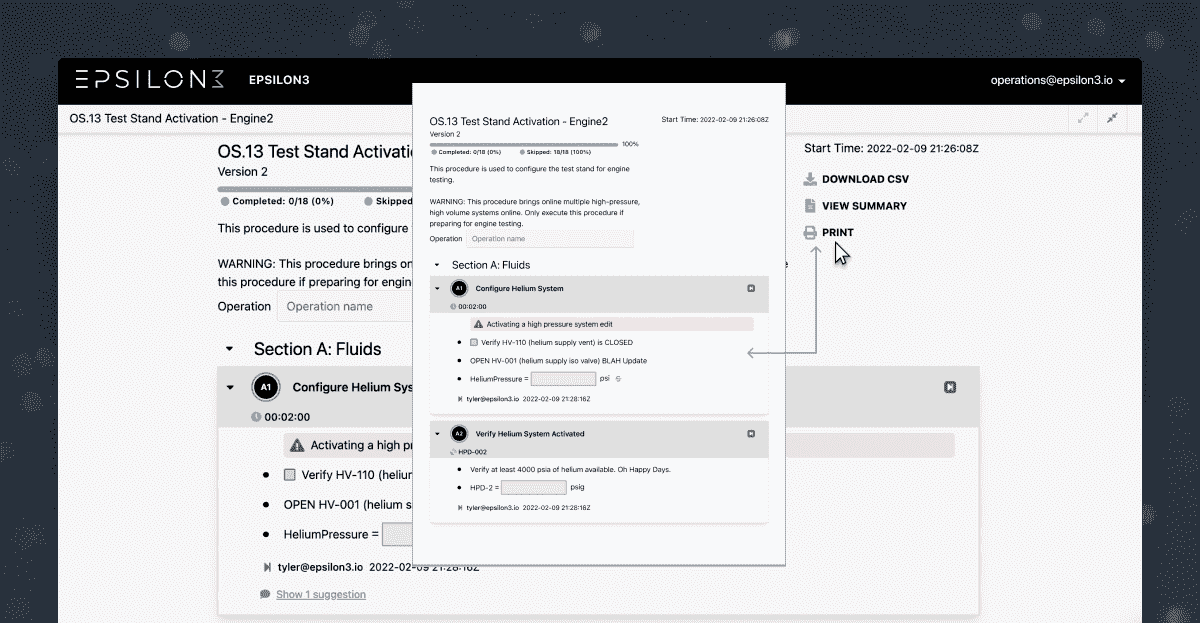 EPSILON3 EPSILON3 operations@epsilon3.io
OS.13 Test Stand Activation - Engine2
OS.13 Test Stand Activati
Version 2
Completed: 0/18 (0%) Skipped
This procedure is used to configure
WARNING: This procedure brings on
this procedure if preparing for engin
Operation Operation name
Section A: Fluids
A1 Configure Helium Sys
00:02:00
Activating a high pr
Verify HV-110 (heliur
OPEN HV-001 (helium s
HeliumPressure =
tyler@epsilon3.io 2022-02-09 21:28:16Z
Show 1 suggestion
OS.13 Test Stand Activation - Engine2 Start Time: 2022-02-09 21:26:08Z
Version 2
100%
Completed: 0/18 (0%) Skipped: 18/18 (100%)
This procedure is used to configure the test stand for engine
testing.
WARNING: This procedure brings online multiple high-pressure,
high volume systems online. Only execute this procedure if
preparing for engine testing.
Operation Operation name
Section A: Fluids
A1 Configure Helium System
00:02:00
Activating a high pressure system edit
Verify HV-110 (helium supply vent) is CLOSED
OPEN HV-001 (helium supply iso valve) BLAH Update
HeliumPressure = psi
tyler@epsilon3.io 2022-02-09 21:28:16Z
A2 Verify Helium System Activated
HPD-002
Verify at least 4000 psia of helium available. Oh Happy Days.
HPD-2 = psig
tyler@epsilon3.io 2022-02-09 21:28:16Z
Start Time: 2022-02-09 21:26:08Z
DOWNLOAD CSV
VIEW SUMMARY
PRINT
e